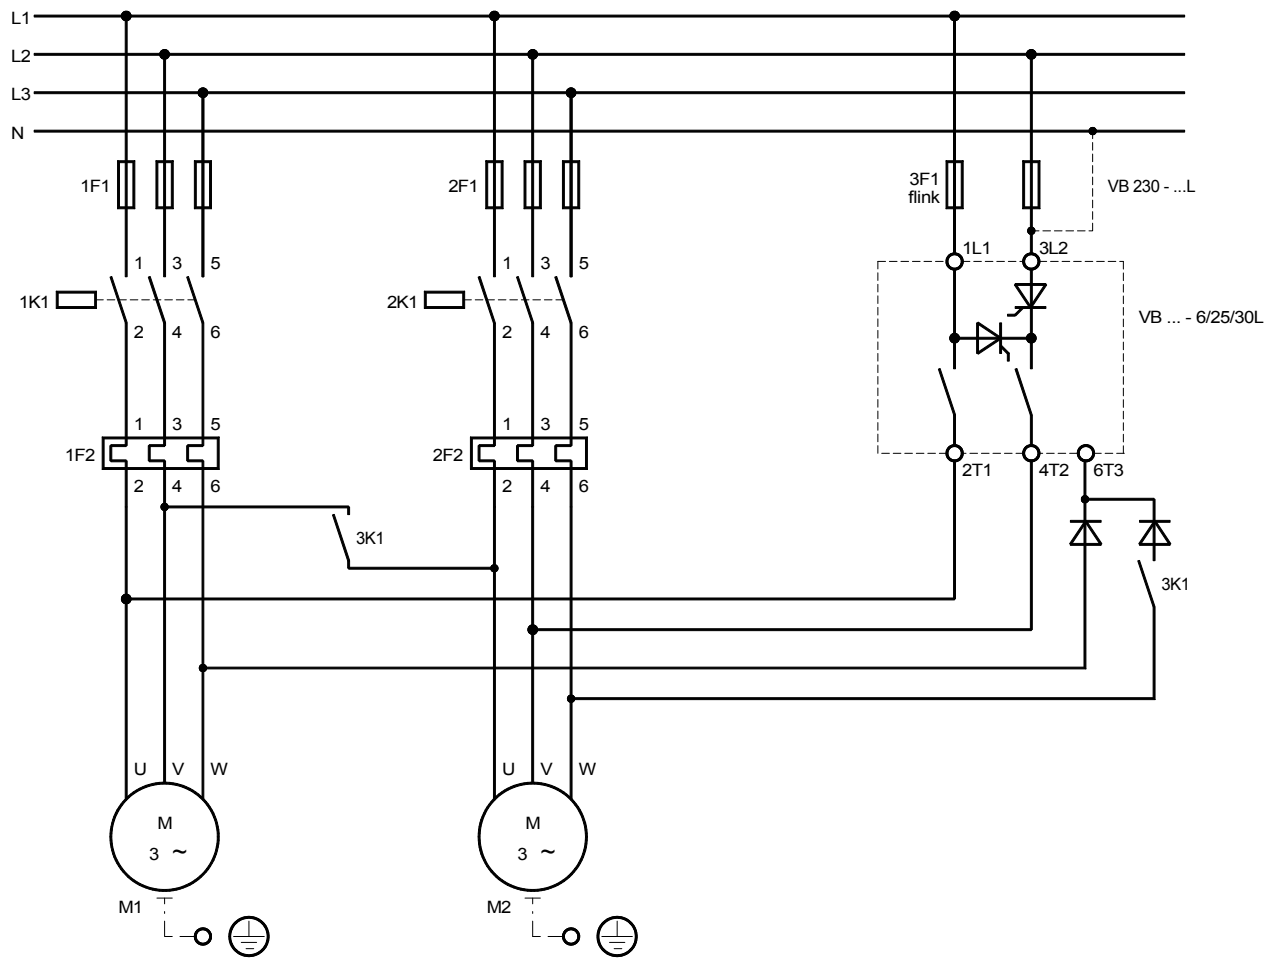 L1
L2
L3
N
1F1
2F1
3F1
flink
VB 230 - ...L
1 3 5
1 3 5
1L1 3L2
1K1
2K1
VB ... - 6/25/30L
2 4 6
2 4 6
1 3 5
1 3 5
1F2
2F2
2T1 4T2 6T3
2 4 6
2 4 6
3K1
3K1
U V W
U V W
M
3 ~
M
3 ~
M1
M2